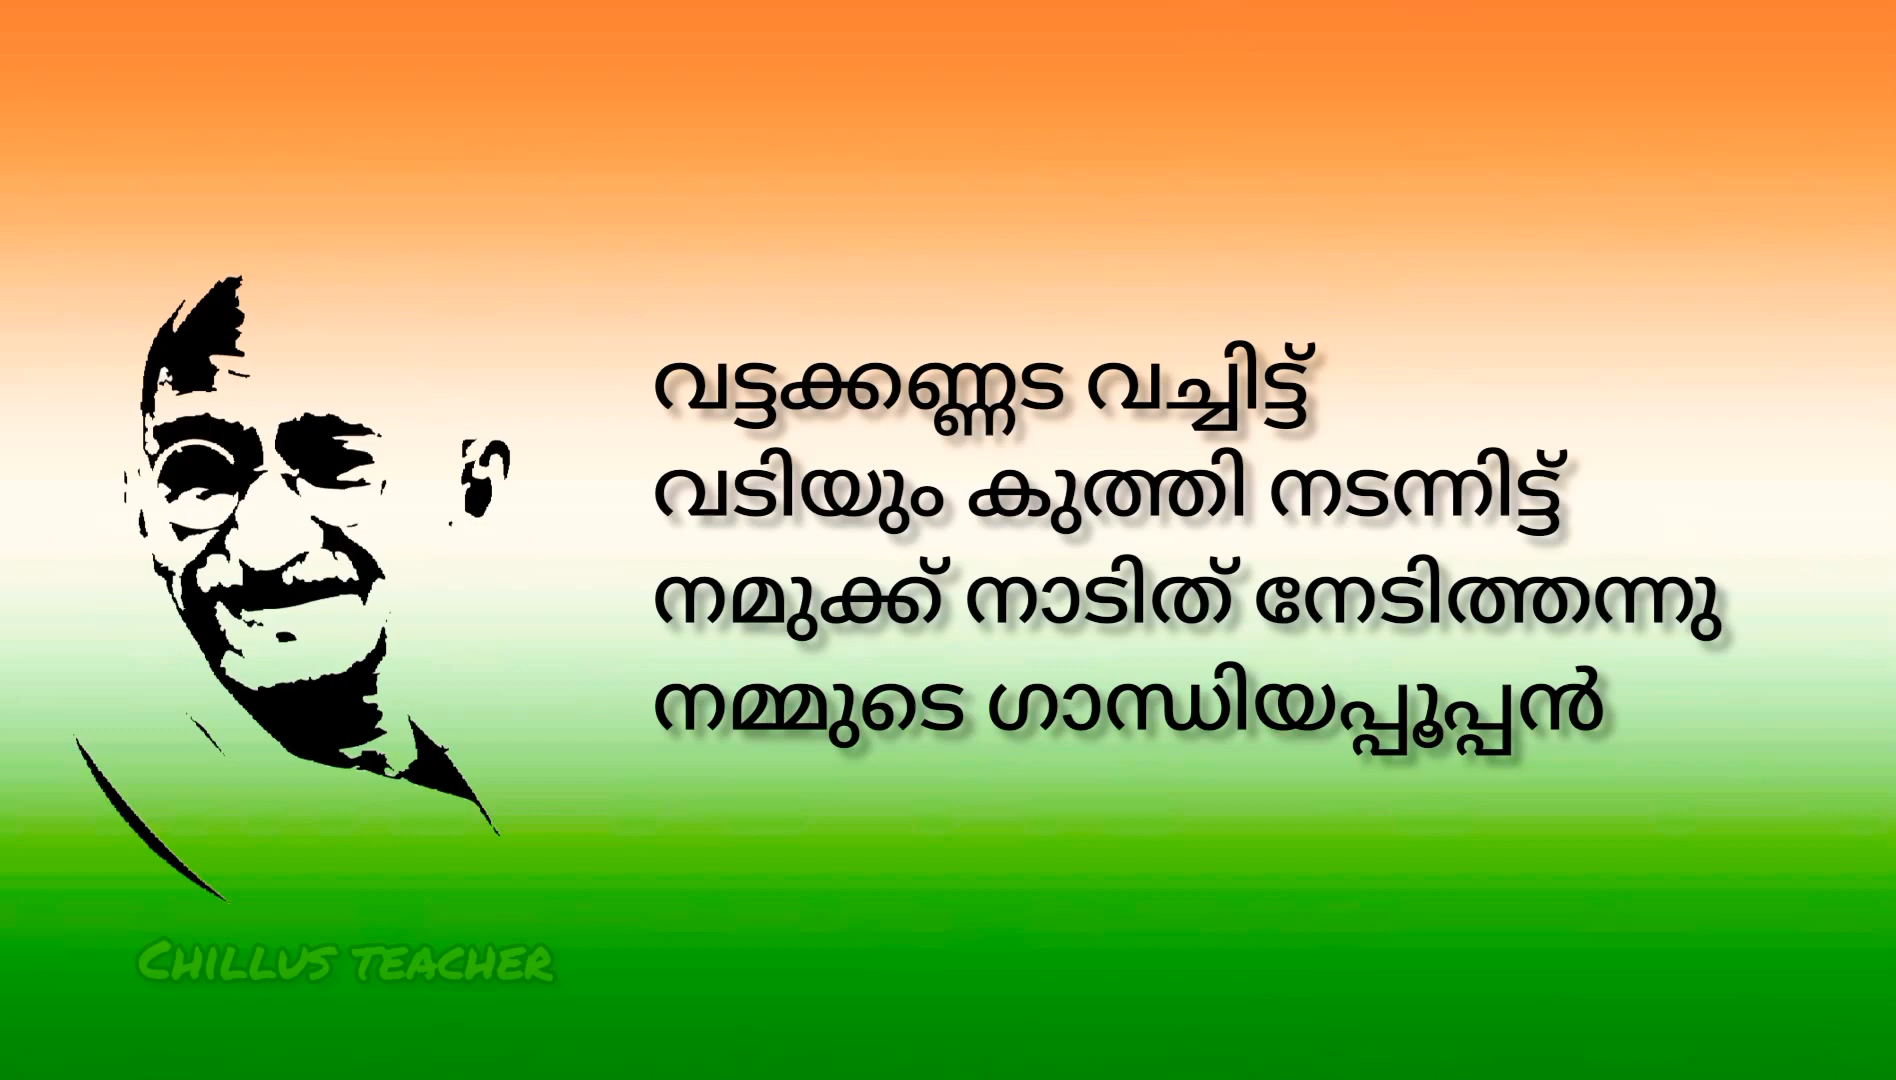 വട്ടക്കണ്ണട വച്ചിട്ട്
വടിയും കുത്തി നടന്നിട്ട്
നമുക്ക് നാടിത് നേടിത്തന്നു
നമ്മുടെ ഗാന്ധിയപ്പൂപ്പൻ
CHILLUS TEACHER